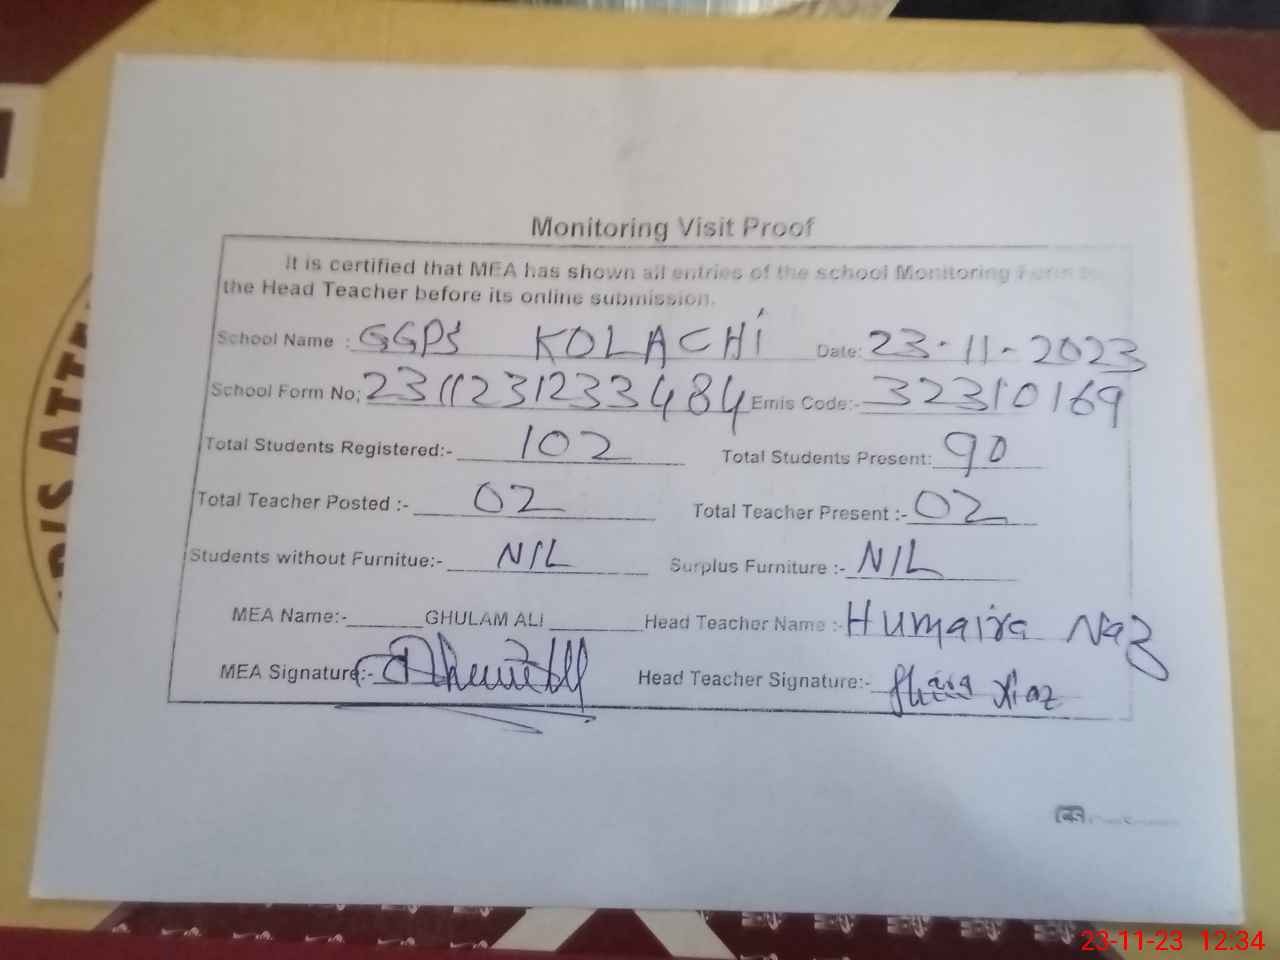 Monitoring Visit Proof
It is certified that MEA has shown all entries of the school Monitoring Form to
the Head Teacher before its online submission.
School Name : GGPS KOLACHI Date: 23-11-2023
School Form No; 2311231233484 Emis Code:- 32310169
Total Students Registered:- 102 Total Students Present: 90
Total Teacher Posted :- 02 Total Teacher Present :- 02
Students without Furnitue:- NIL Surplus Furniture :- NIL
MEA Name:- GHULAM ALI Head Teacher Name :- Humaira Naz
MEA Signature:- Head Teacher Signature:-
CS
23-11-23 12:34